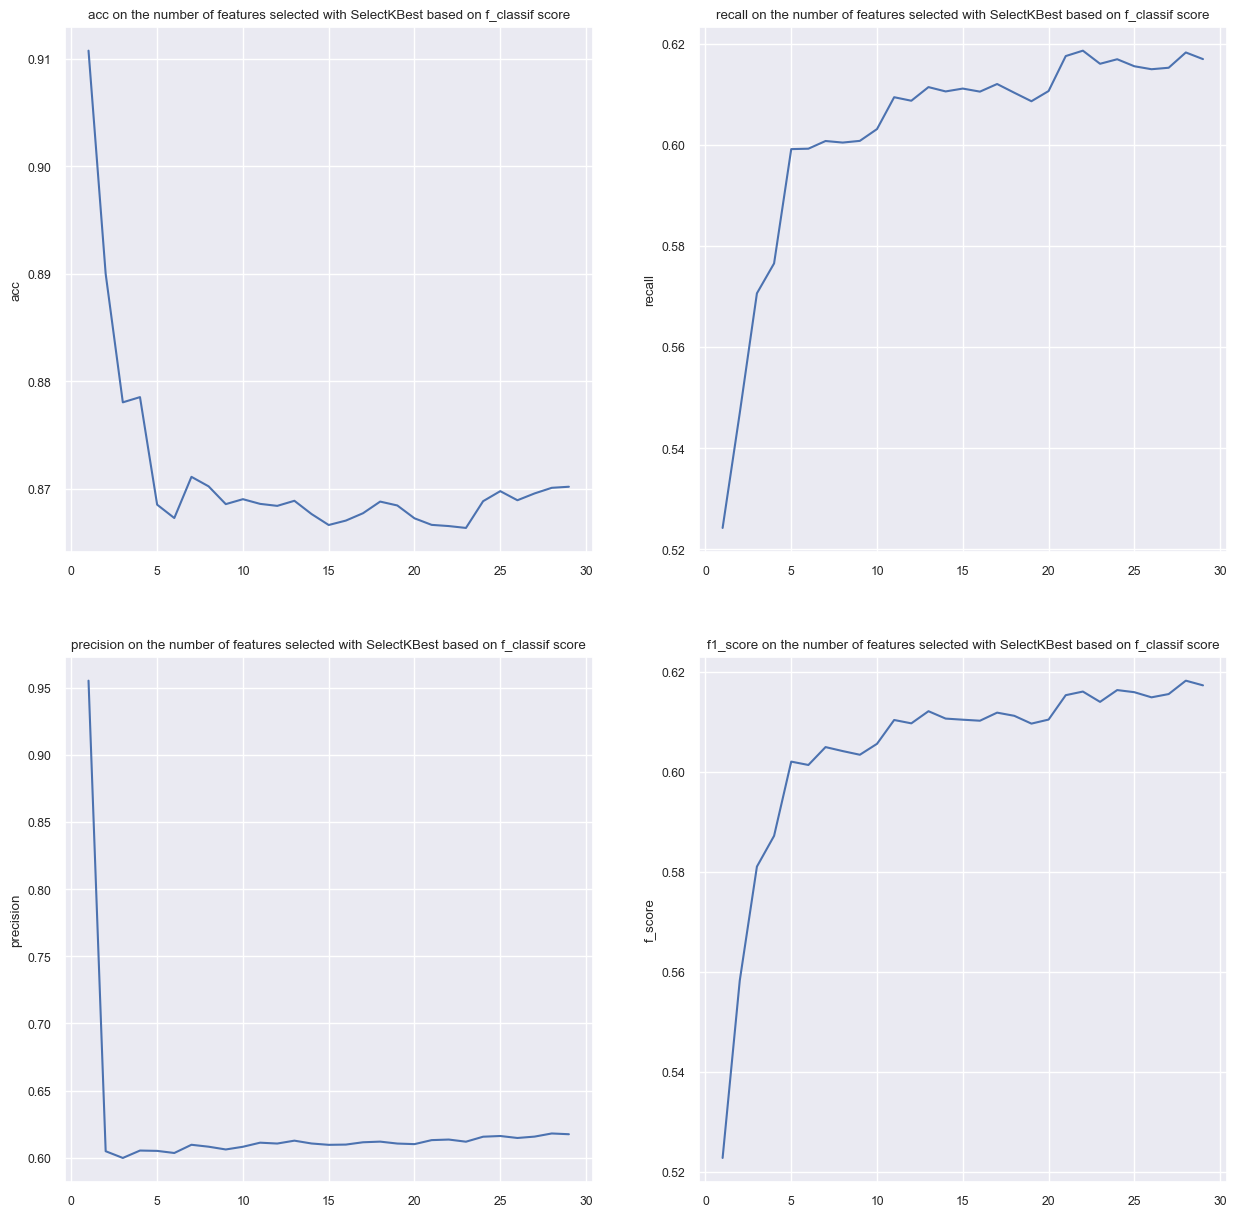 acc on the number of features selected with SelectKBest based on f_classif score
0.91
0.90
0.89
0.88
0.87
acc
0 5 10 15 20 25 30
recall on the number of features selected with SelectKBest based on f_classif score
0.62
0.60
0.58
0.56
0.54
0.52
recall
0 5 10 15 20 25 30
precision on the number of features selected with SelectKBest based on f_classif score
0.95
0.90
0.85
0.80
0.75
0.70
0.65
0.60
precision
0 5 10 15 20 25 30
f1_score on the number of features selected with SelectKBest based on f_classif score
0.62
0.60
0.58
0.56
0.54
0.52
f_score
0 5 10 15 20 25 30